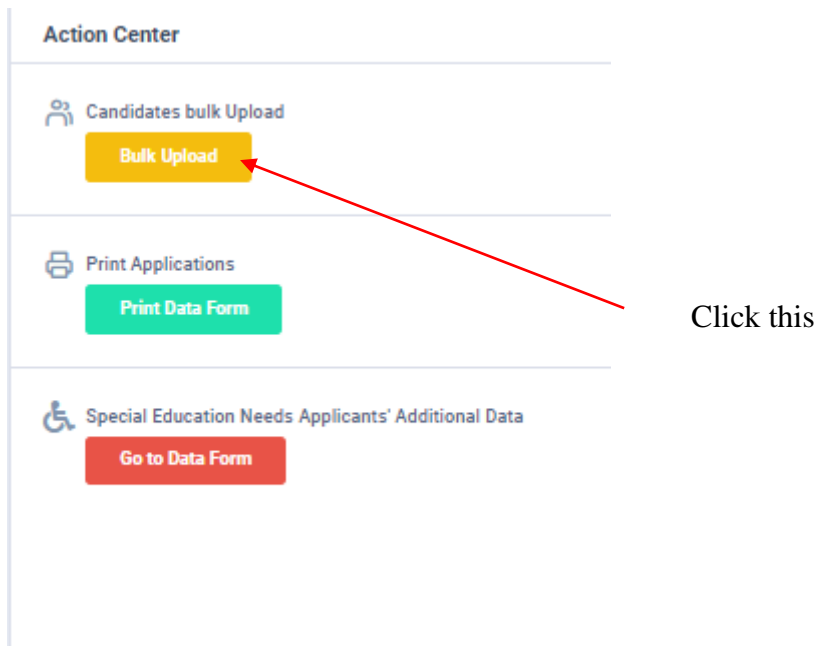 Action Center
Candidates bulk Upload
Bulk Upload
Print Applications
Print Data Form
Click this
Special Education Needs Applicants' Additional Data
Go to Data Form